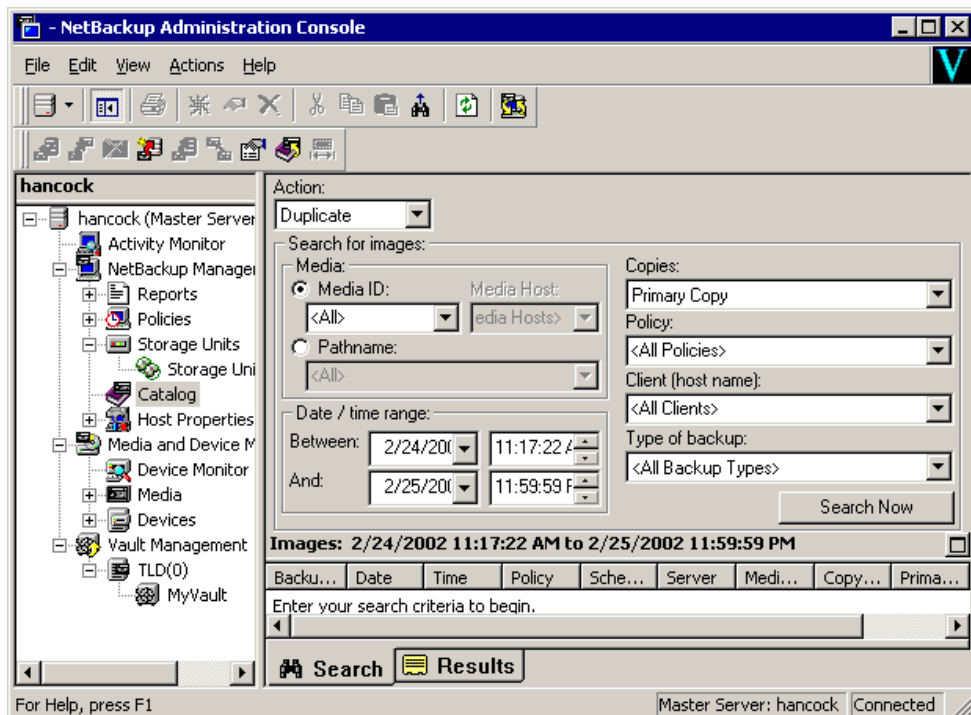 - NetBackup Administration Console
File Edit View Actions Help
V
hancock
hancock (Master Server
Activity Monitor
NetBackup Manager
Reports
Policies
Storage Units
Storage Uni
Catalog
Host Properties
Media and Device M
Device Monitor
Media
Devices
Vault Management
TLD(0)
MyVault
Action:
Duplicate
Search for images:
Media:
Media ID:
Media Host:
<All>
edia Hosts>
Pathname:
<All>
Date / time range:
Between: 2/24/200 11:17:22 A
And: 2/25/200 11:59:59 P
Copies:
Primary Copy
Policy:
<All Policies>
Client (host name):
<All Clients>
Type of backup:
<All Backup Types>
Search Now
Images: 2/24/2002 11:17:22 AM to 2/25/2002 11:59:59 PM
Backu... Date Time Policy Sche... Server Medi... Copy... Prima...
Enter your search criteria to begin.
Search Results
For Help, press F1
Master Server: hancock Connected